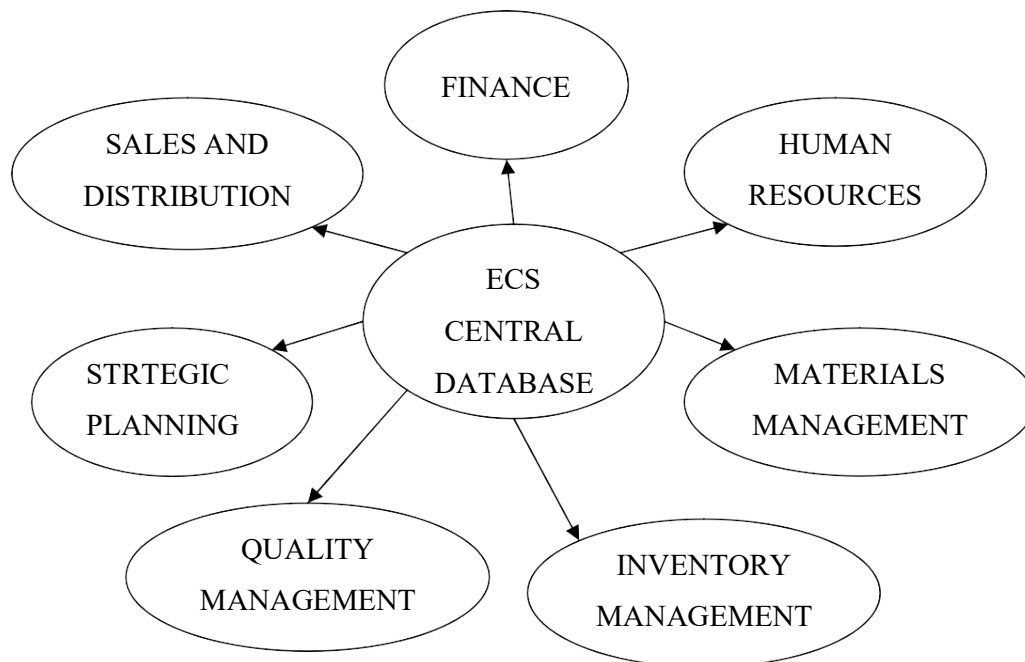 FINANCE
SALES AND
DISTRIBUTION
HUMAN
RESOURCES
ECS
CENTRAL
DATABASE
STRTEGIC
PLANNING
MATERIALS
MANAGEMENT
QUALITY
MANAGEMENT
INVENTORY
MANAGEMENT